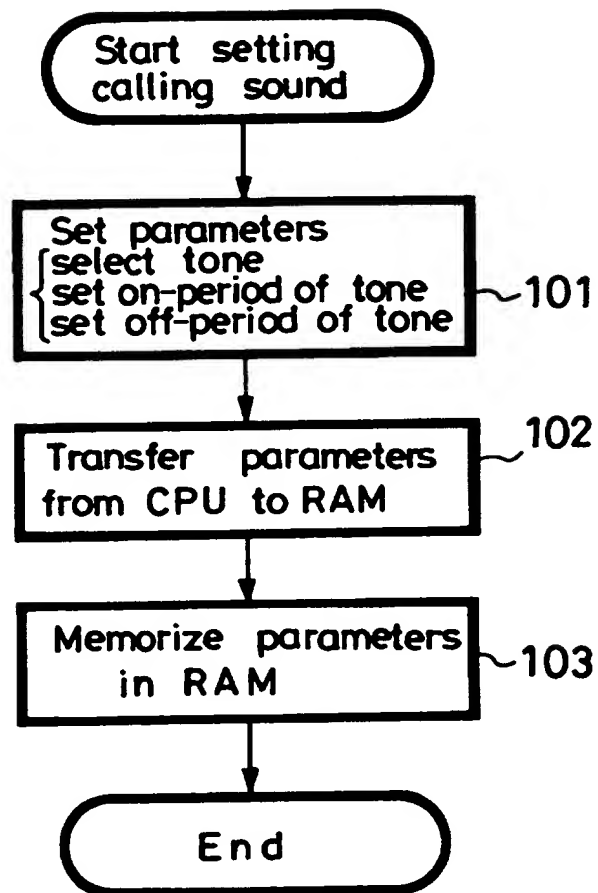 Start setting
calling sound
Set parameters
select tone
set on-period of tone
set off-period of tone
101
Transfer parameters
from CPU to RAM
102
Memorize parameters
in RAM
103
End